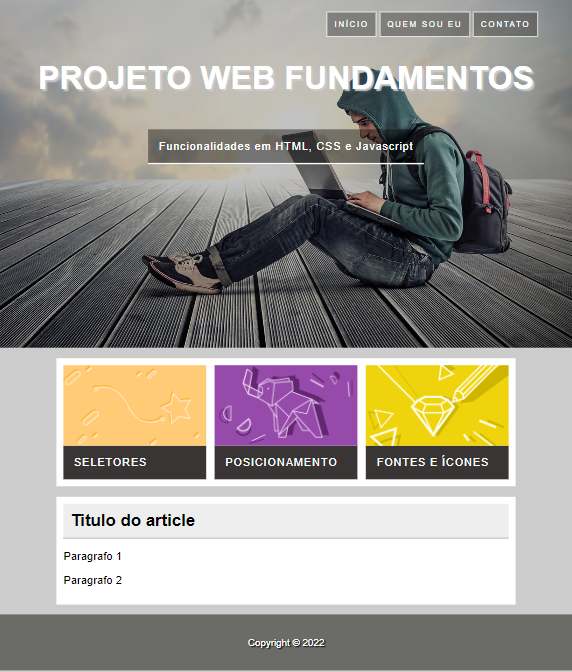 INÍCIO
QUEM SOU EU
CONTATO
PROJETO WEB FUNDAMENTOS
Funcionalidades em HTML, CSS e Javascript
SELETORES
POSICIONAMENTO
FONTES E ÍCONES
Titulo do article
Paragrafo 1
Paragrafo 2
Copyright © 2022